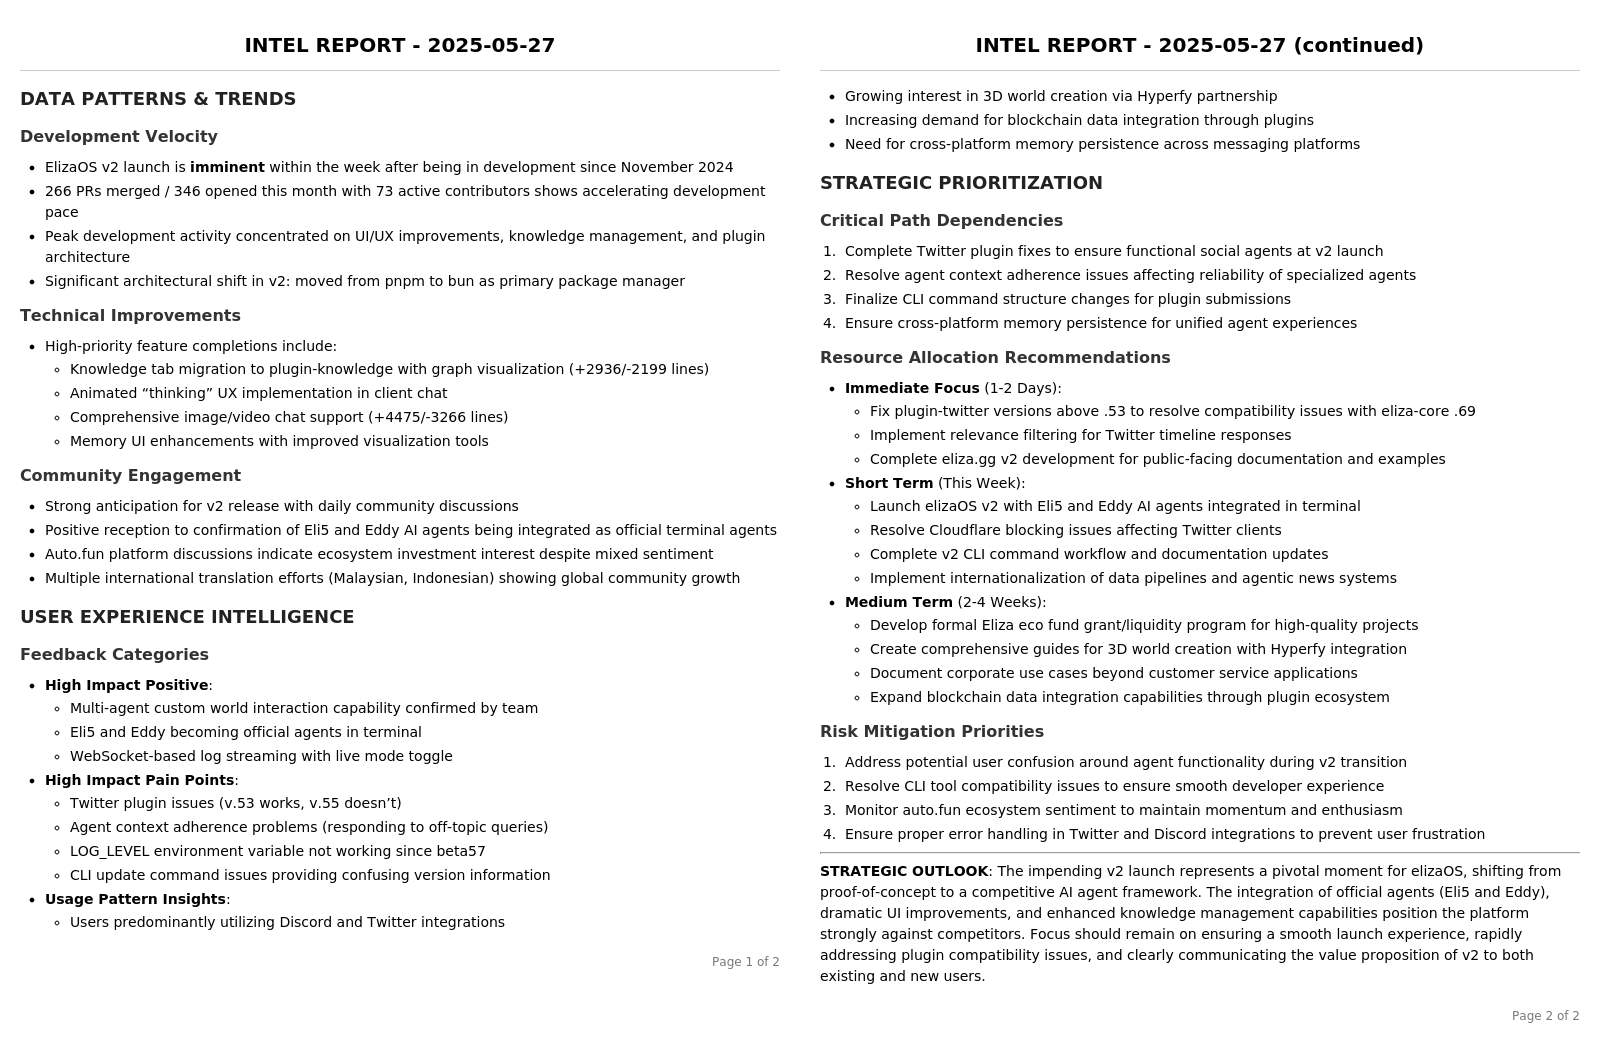 INTEL REPORT - 2025-05-27
DATA PATTERNS & TRENDS
Development Velocity
• ElizaOS v2 launch is imminent within the week after being in development since November 2024
• 266 PRs merged / 346 opened this month with 73 active contributors shows accelerating development
pace
• Peak development activity concentrated on UI/UX improvements, knowledge management, and plugin
architecture
• Significant architectural shift in v2: moved from pnpm to bun as primary package manager
Technical Improvements
• High-priority feature completions include:
◦ Knowledge tab migration to plugin-knowledge with graph visualization (+2936/-2199 lines)
◦ Animated “thinking” UX implementation in client chat
◦ Comprehensive image/video chat support (+4475/-3266 lines)
◦ Memory UI enhancements with improved visualization tools
Community Engagement
• Strong anticipation for v2 release with daily community discussions
• Positive reception to confirmation of Eli5 and Eddy AI agents being integrated as official terminal agents
• Auto.fun platform discussions indicate ecosystem investment interest despite mixed sentiment
• Multiple international translation efforts (Malaysian, Indonesian) showing global community growth
USER EXPERIENCE INTELLIGENCE
Feedback Categories
• High Impact Positive:
◦ Multi-agent custom world interaction capability confirmed by team
◦ Eli5 and Eddy becoming official agents in terminal
◦ WebSocket-based log streaming with live mode toggle
• High Impact Pain Points:
◦ Twitter plugin issues (v.53 works, v.55 doesn’t)
◦ Agent context adherence problems (responding to off-topic queries)
◦ LOG_LEVEL environment variable not working since beta57
◦ CLI update command issues providing confusing version information
• Usage Pattern Insights:
◦ Users predominantly utilizing Discord and Twitter integrations
Page 1 of 2
INTEL REPORT - 2025-05-27 (continued)
• Growing interest in 3D world creation via Hyperfy partnership
• Increasing demand for blockchain data integration through plugins
• Need for cross-platform memory persistence across messaging platforms
STRATEGIC PRIORITIZATION
Critical Path Dependencies
1. Complete Twitter plugin fixes to ensure functional social agents at v2 launch
2. Resolve agent context adherence issues affecting reliability of specialized agents
3. Finalize CLI command structure changes for plugin submissions
4. Ensure cross-platform memory persistence for unified agent experiences
Resource Allocation Recommendations
• Immediate Focus (1-2 Days):
◦ Fix plugin-twitter versions above .53 to resolve compatibility issues with eliza-core .69
◦ Implement relevance filtering for Twitter timeline responses
◦ Complete eliza.gg v2 development for public-facing documentation and examples
• Short Term (This Week):
◦ Launch elizaOS v2 with Eli5 and Eddy AI agents integrated in terminal
◦ Resolve Cloudflare blocking issues affecting Twitter clients
◦ Complete v2 CLI command workflow and documentation updates
◦ Implement internationalization of data pipelines and agentic news systems
• Medium Term (2-4 Weeks):
◦ Develop formal Eliza eco fund grant/liquidity program for high-quality projects
◦ Create comprehensive guides for 3D world creation with Hyperfy integration
◦ Document corporate use cases beyond customer service applications
◦ Expand blockchain data integration capabilities through plugin ecosystem
Risk Mitigation Priorities
1. Address potential user confusion around agent functionality during v2 transition
2. Resolve CLI tool compatibility issues to ensure smooth developer experience
3. Monitor auto.fun ecosystem sentiment to maintain momentum and enthusiasm
4. Ensure proper error handling in Twitter and Discord integrations to prevent user frustration
STRATEGIC OUTLOOK: The impending v2 launch represents a pivotal moment for elizaOS, shifting from
proof-of-concept to a competitive AI agent framework. The integration of official agents (Eli5 and Eddy),
dramatic UI improvements, and enhanced knowledge management capabilities position the platform
strongly against competitors. Focus should remain on ensuring a smooth launch experience, rapidly
addressing plugin compatibility issues, and clearly communicating the value proposition of v2 to both
existing and new users.
Page 2 of 2